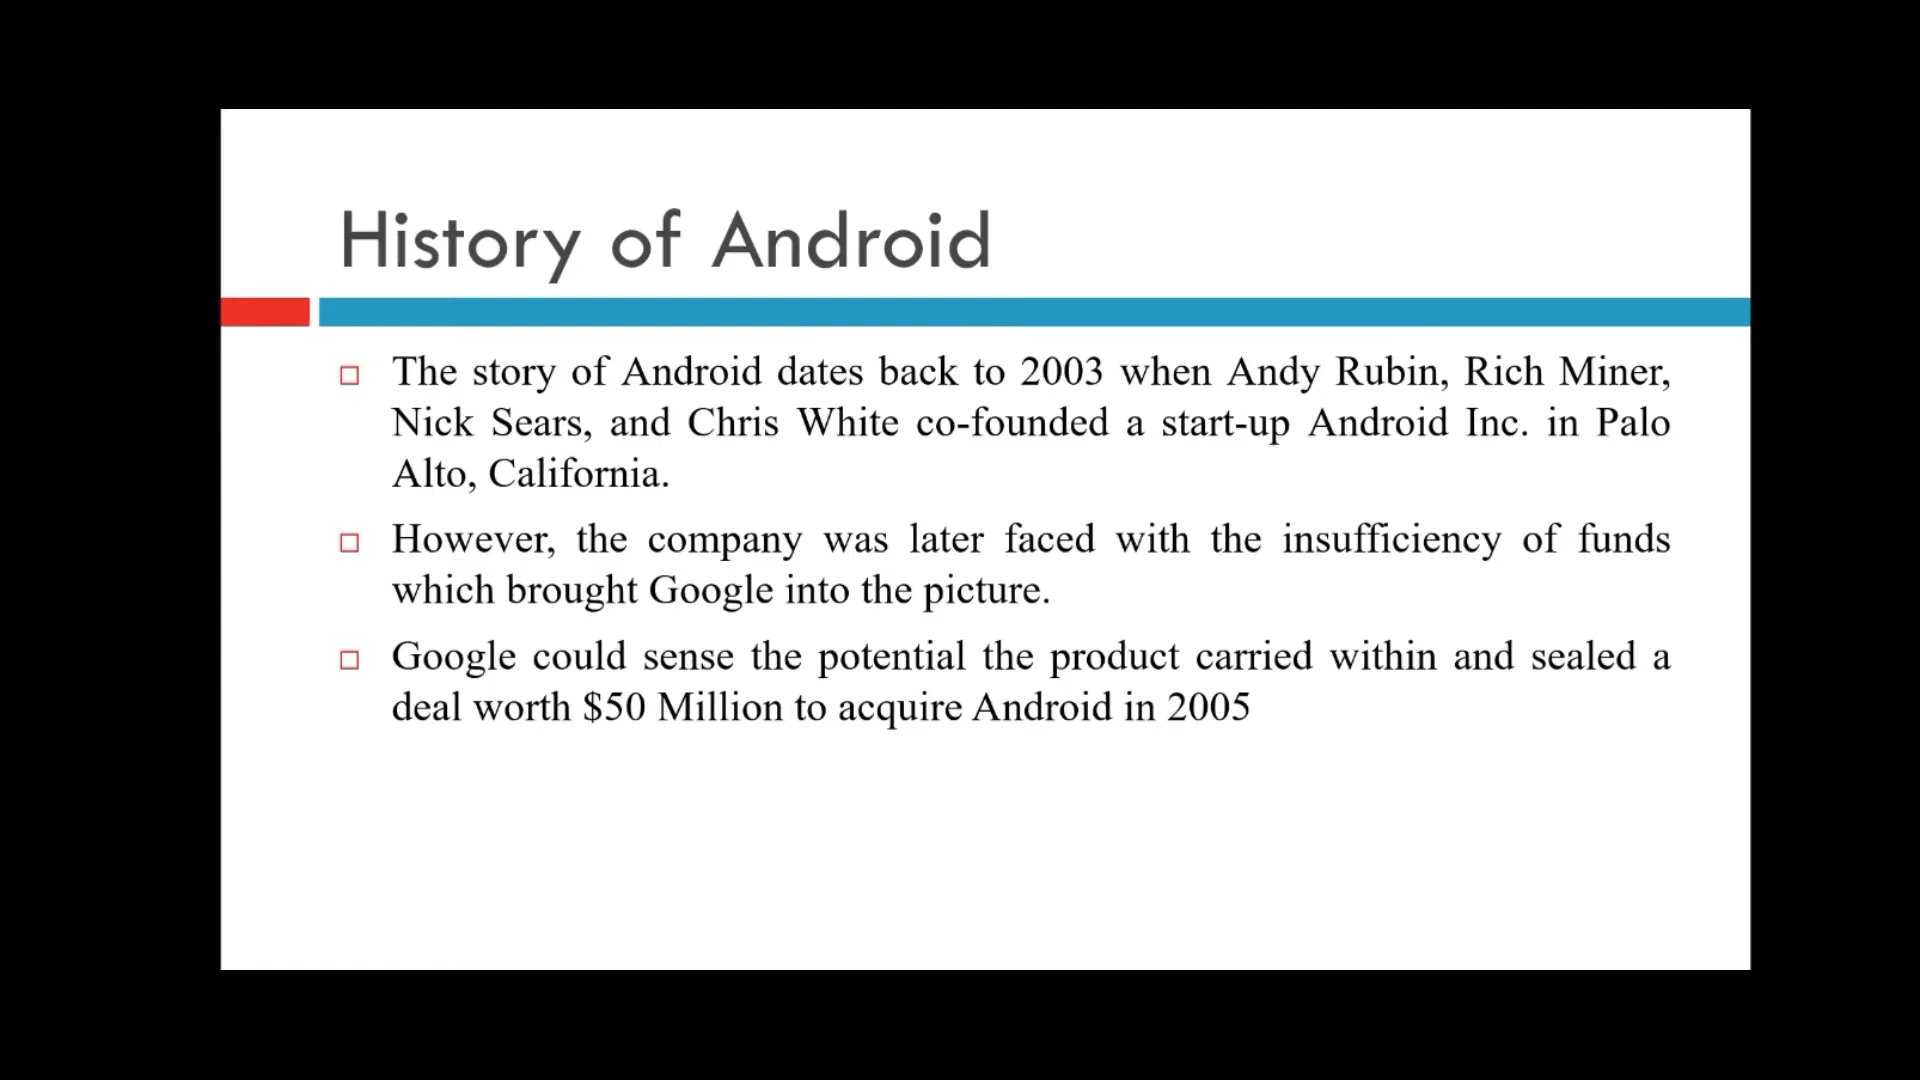 History of Android
The story of Android dates back to 2003 when Andy Rubin, Rich Miner,
Nick Sears, and Chris White co-founded a start-up Android Inc. in Palo
Alto, California.
However, the company was later faced with the insufficiency of funds
which brought Google into the picture.
Google could sense the potential the product carried within and sealed a
deal worth $50 Million to acquire Android in 2005